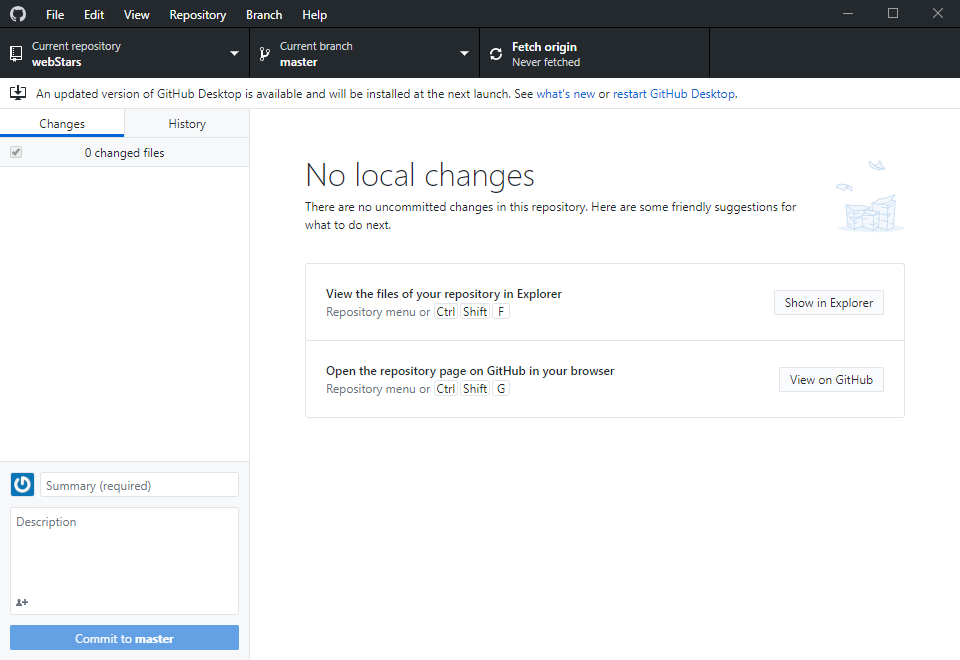 File Edit View Repository Branch Help
Current repository
webStars
Current branch
master
Fetch origin
Never fetched
An updated version of GitHub Desktop is available and will be installed at the next launch. See what's new or restart GitHub Desktop.
Changes
History
0 changed files
No local changes
There are no uncommitted changes in this repository. Here are some friendly suggestions for
what to do next.
View the files of your repository in Explorer
Repository menu or Ctrl Shift F
Show in Explorer
Open the repository page on GitHub in your browser
Repository menu or Ctrl Shift G
View on GitHub
Summary (required)
Description
Commit to master